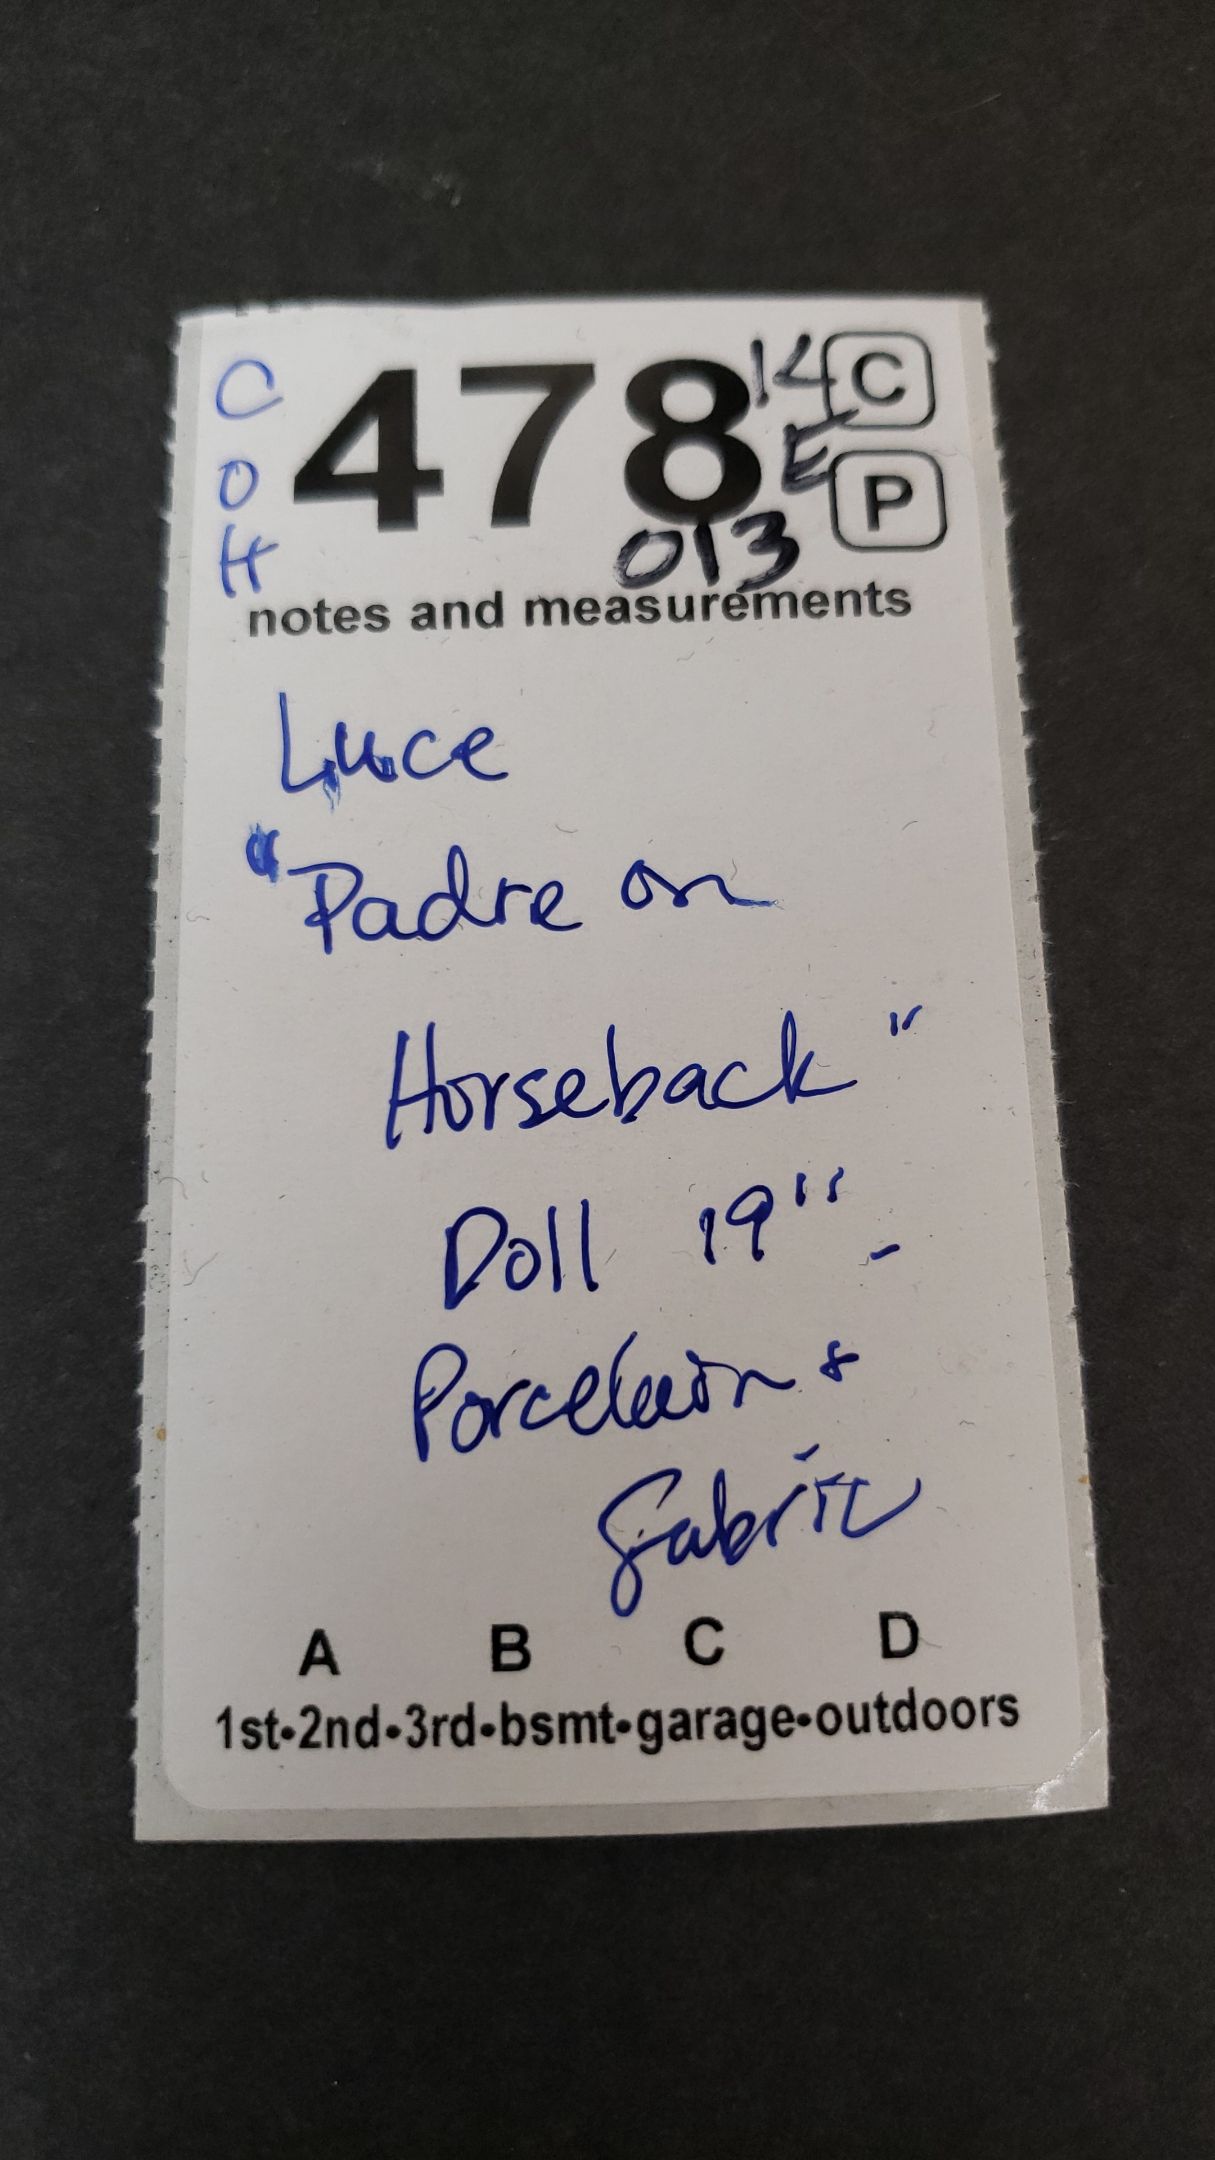 C 478 14 C
O E P
H 013
notes and measurements
Luce
"Padre on
Horseback"
Doll 19" -
Porcelain &
fabric
A B C D
1st•2nd•3rd•bsmt•garage•outdoors